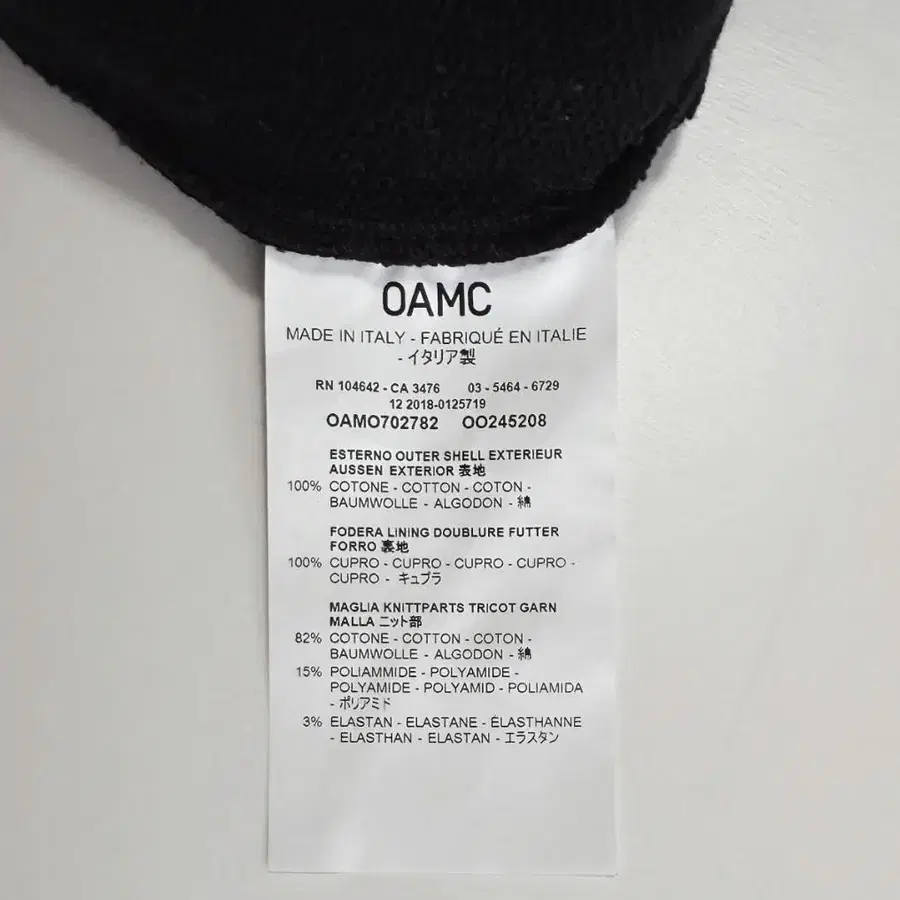 OAMC
MADE IN ITALY - FABRIQUÉ EN ITALIE
- イタリア製
RN 104642 - CA 3476 03 - 5464 - 6729
12 2018-0125719
OAMO702782 OO245208
ESTERNO OUTER SHELL EXTERIEUR
AUSSEN EXTERIOR 表地
100% COTONE - COTTON - COTON -
BAUMWOLLE - ALGODON - 綿
FODERA LINING DOUBLURE FUTTER
FORRO 裏地
100% CUPRO - CUPRO - CUPRO - CUPRO -
CUPRO - キュプラ
MAGLIA KNITTPARTS TRICOT GARN
MALLA ニット部
82% COTONE - COTTON - COTON -
BAUMWOLLE - ALGODON - 綿
15% POLIAMMIDE - POLYAMIDE -
POLYAMIDE - POLYAMID - POLIAMIDA
- ポリアミド
3% ELASTAN - ELASTANE - ÉLASTHANNE
- ELASTHAN - ELASTAN - エラスタン